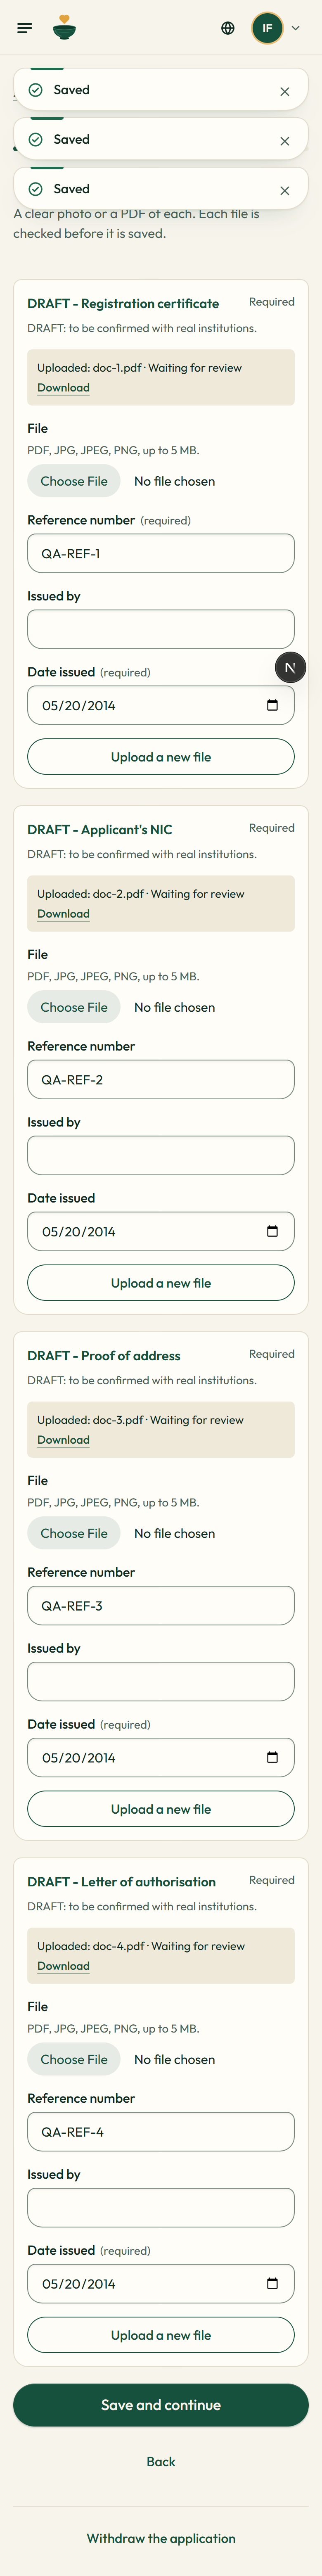 IF
Saved
Saved
Saved
A clear photo or a PDF of each. Each file is
checked before it is saved.
DRAFT - Registration certificate
Required
DRAFT: to be confirmed with real institutions.
Uploaded: doc-1.pdf · Waiting for review
Download
File
PDF, JPG, JPEG, PNG, up to 5 MB.
Choose File No file chosen
Reference number (required)
QA-REF-1
Issued by
Date issued (required)
N
05/20/2014
Upload a new file
DRAFT - Applicant's NIC
Required
DRAFT: to be confirmed with real institutions.
Uploaded: doc-2.pdf · Waiting for review
Download
File
PDF, JPG, JPEG, PNG, up to 5 MB.
Choose File No file chosen
Reference number
QA-REF-2
Issued by
Date issued
05/20/2014
Upload a new file
DRAFT - Proof of address
Required
DRAFT: to be confirmed with real institutions.
Uploaded: doc-3.pdf · Waiting for review
Download
File
PDF, JPG, JPEG, PNG, up to 5 MB.
Choose File No file chosen
Reference number
QA-REF-3
Issued by
Date issued (required)
05/20/2014
Upload a new file
DRAFT - Letter of authorisation
Required
DRAFT: to be confirmed with real institutions.
Uploaded: doc-4.pdf · Waiting for review
Download
File
PDF, JPG, JPEG, PNG, up to 5 MB.
Choose File No file chosen
Reference number
QA-REF-4
Issued by
Date issued (required)
05/20/2014
Upload a new file
Save and continue
Back
Withdraw the application